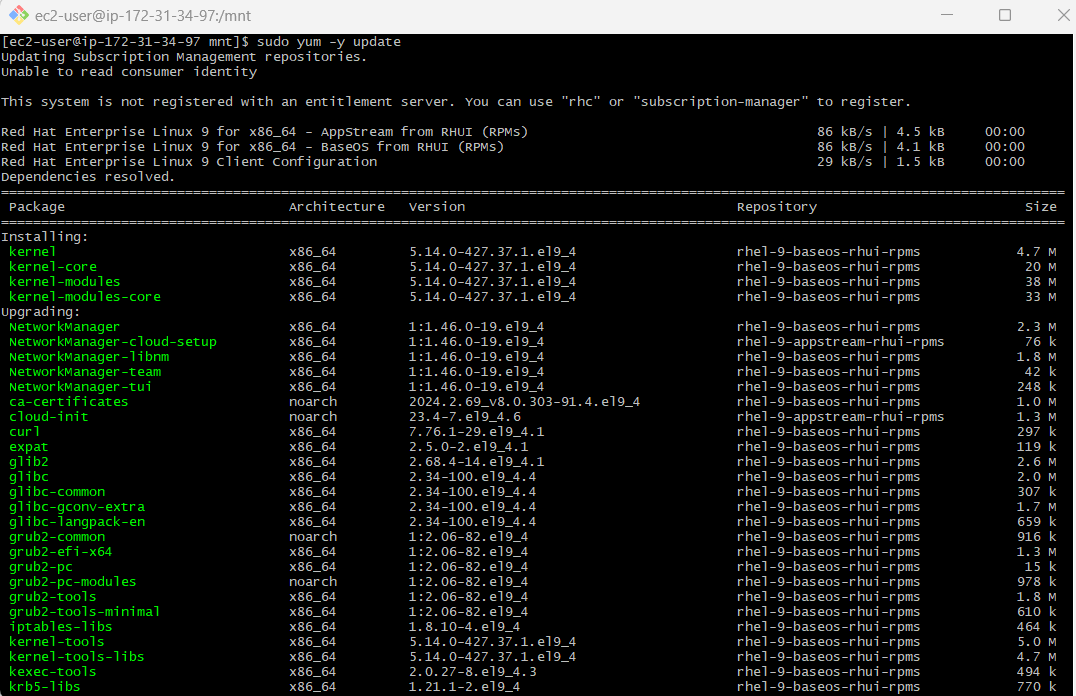 ec2-user@ip-172-31-34-97:/mnt
[ec2-user@ip-172-31-34-97 mnt]$ sudo yum -y update
Updating Subscription Management repositories.
Unable to read consumer identity
This system is not registered with an entitlement server. You can use "rhc" or "subscription-manager" to register.
Red Hat Enterprise Linux 9 for x86_64 - AppStream from RHUI (RPMs) 86 kB/s | 4.5 kB 00:00
Red Hat Enterprise Linux 9 for x86_64 - BaseOS from RHUI (RPMs) 86 kB/s | 4.1 kB 00:00
Red Hat Enterprise Linux 9 Client Configuration 29 kB/s | 1.5 kB 00:00
Dependencies resolved.
Package Architecture Version Repository Size
Installing:
kernel x86_64 5.14.0-427.37.1.el9_4 rhel-9-baseos-rhui-rpms 4.7 M
kernel-core x86_64 5.14.0-427.37.1.el9_4 rhel-9-baseos-rhui-rpms 20 M
kernel-modules x86_64 5.14.0-427.37.1.el9_4 rhel-9-baseos-rhui-rpms 38 M
kernel-modules-core x86_64 5.14.0-427.37.1.el9_4 rhel-9-baseos-rhui-rpms 33 M
Upgrading:
NetworkManager x86_64 1:1.46.0-19.el9_4 rhel-9-baseos-rhui-rpms 2.3 M
NetworkManager-cloud-setup x86_64 1:1.46.0-19.el9_4 rhel-9-appstream-rhui-rpms 76 k
NetworkManager-libnm x86_64 1:1.46.0-19.el9_4 rhel-9-baseos-rhui-rpms 1.8 M
NetworkManager-team x86_64 1:1.46.0-19.el9_4 rhel-9-baseos-rhui-rpms 42 k
NetworkManager-tui x86_64 1:1.46.0-19.el9_4 rhel-9-baseos-rhui-rpms 248 k
ca-certificates noarch 2024.2.69_v8.0.303-91.4.el9_4 rhel-9-baseos-rhui-rpms 1.0 M
cloud-init noarch 23.4-7.el9_4.6 rhel-9-appstream-rhui-rpms 1.3 M
curl x86_64 7.76.1-29.el9_4.1 rhel-9-baseos-rhui-rpms 297 k
expat x86_64 2.5.0-2.el9_4.1 rhel-9-baseos-rhui-rpms 119 k
glib2 x86_64 2.68.4-14.el9_4.1 rhel-9-baseos-rhui-rpms 2.6 M
glibc x86_64 2.34-100.el9_4.4 rhel-9-baseos-rhui-rpms 2.0 M
glibc-common x86_64 2.34-100.el9_4.4 rhel-9-baseos-rhui-rpms 307 k
glibc-gconv-extra x86_64 2.34-100.el9_4.4 rhel-9-baseos-rhui-rpms 1.7 M
glibc-langpack-en x86_64 2.34-100.el9_4.4 rhel-9-baseos-rhui-rpms 659 k
grub2-common noarch 1:2.06-82.el9_4 rhel-9-baseos-rhui-rpms 916 k
grub2-efi-x64 x86_64 1:2.06-82.el9_4 rhel-9-baseos-rhui-rpms 1.3 M
grub2-pc x86_64 1:2.06-82.el9_4 rhel-9-baseos-rhui-rpms 15 k
grub2-pc-modules noarch 1:2.06-82.el9_4 rhel-9-baseos-rhui-rpms 978 k
grub2-tools x86_64 1:2.06-82.el9_4 rhel-9-baseos-rhui-rpms 1.8 M
grub2-tools-minimal x86_64 1:2.06-82.el9_4 rhel-9-baseos-rhui-rpms 610 k
iptables-libs x86_64 1.8.10-4.el9_4 rhel-9-baseos-rhui-rpms 464 k
kernel-tools x86_64 5.14.0-427.37.1.el9_4 rhel-9-baseos-rhui-rpms 5.0 M
kernel-tools-libs x86_64 5.14.0-427.37.1.el9_4 rhel-9-baseos-rhui-rpms 4.7 M
kexec-tools x86_64 2.0.27-8.el9_4.3 rhel-9-baseos-rhui-rpms 494 k
krb5-libs x86_64 1.21.1-2.el9_4 rhel-9-baseos-rhui-rpms 770 k